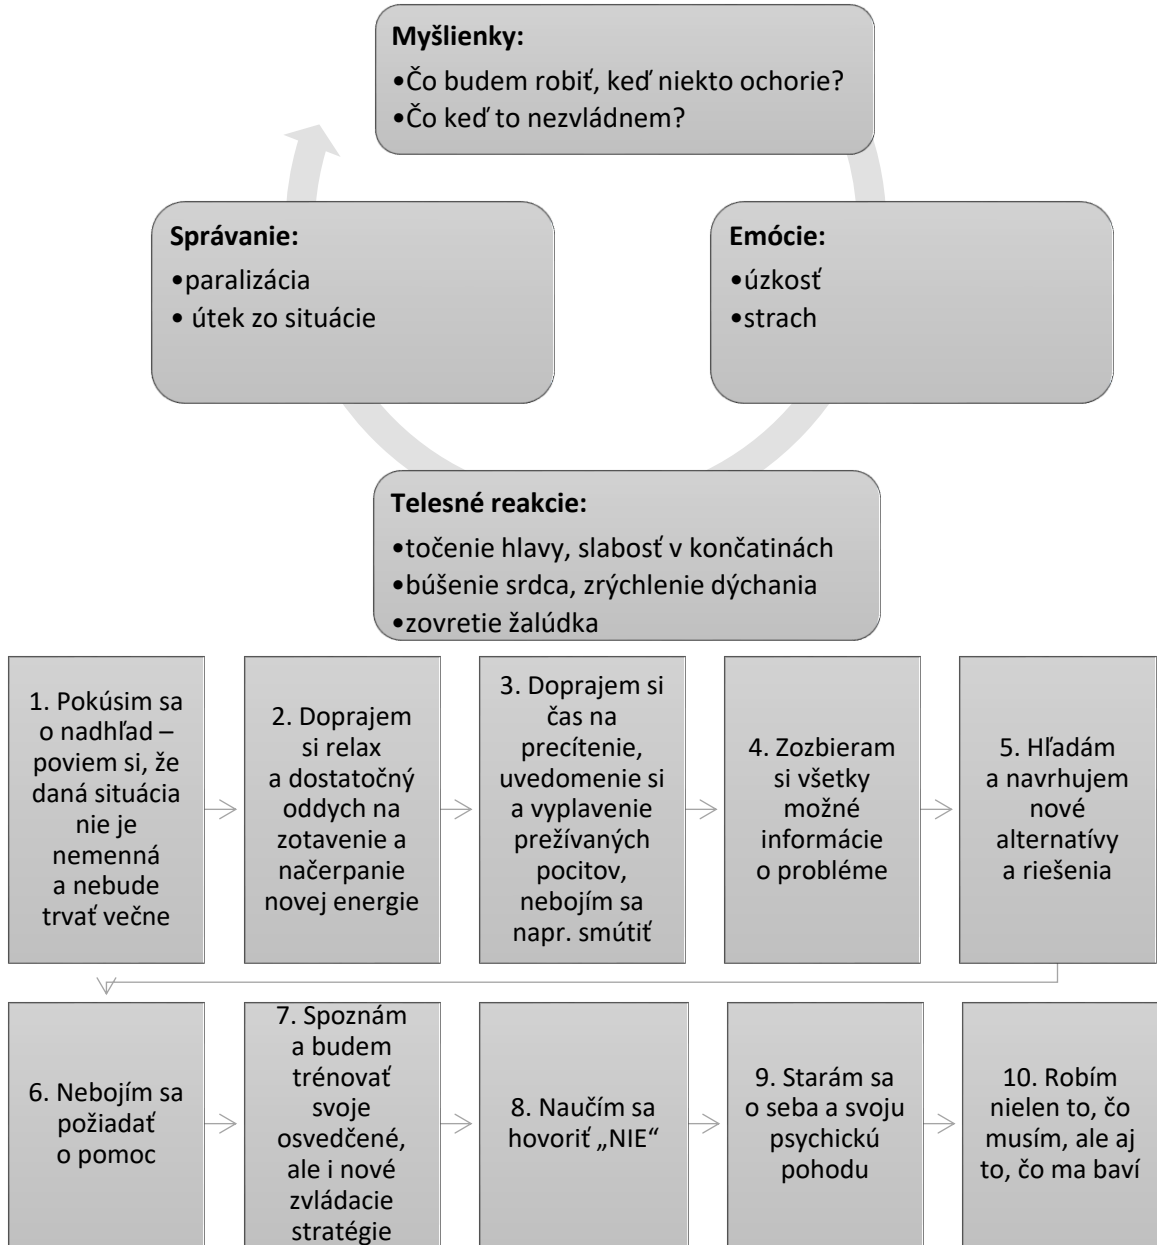 Myšlienky:
•Čo budem robiť, keď niekto ochorie?
•Čo keď to nezvládnem?
Emócie:
•úzkosť
•strach
Telesné reakcie:
•točenie hlavy, slabosť v končatinách
•búšenie srdca, zrýchlenie dýchania
•zovretie žalúdka
Správanie:
•paralizácia
• útek zo situácie
1. Pokúsim sa
o nadhľad –
poviem si, že
daná situácia
nie je
nemenná
a nebude
trvať večne
2. Doprajem
si relax
a dostatočný
oddych na
zotavenie a
načerpanie
novej energie
3. Doprajem si
čas na
precítenie,
uvedomenie si
a vyplavenie
prežívaných
pocitov,
nebojím sa
napr. smútiť
4. Zozbieram
si všetky
možné
informácie
o probléme
5. Hľadám
a navrhujem
nové
alternatívy
a riešenia
6. Nebojím sa
požiadať
o pomoc
7. Spoznám
a budem
trénovať
svoje
osvedčené,
ale i nové
zvládacie
stratégie
8. Naučím sa
hovoriť „NIE“
9. Starám sa
o seba a svoju
psychickú
pohodu
10. Robím
nielen to, čo
musím, ale aj
to, čo ma baví